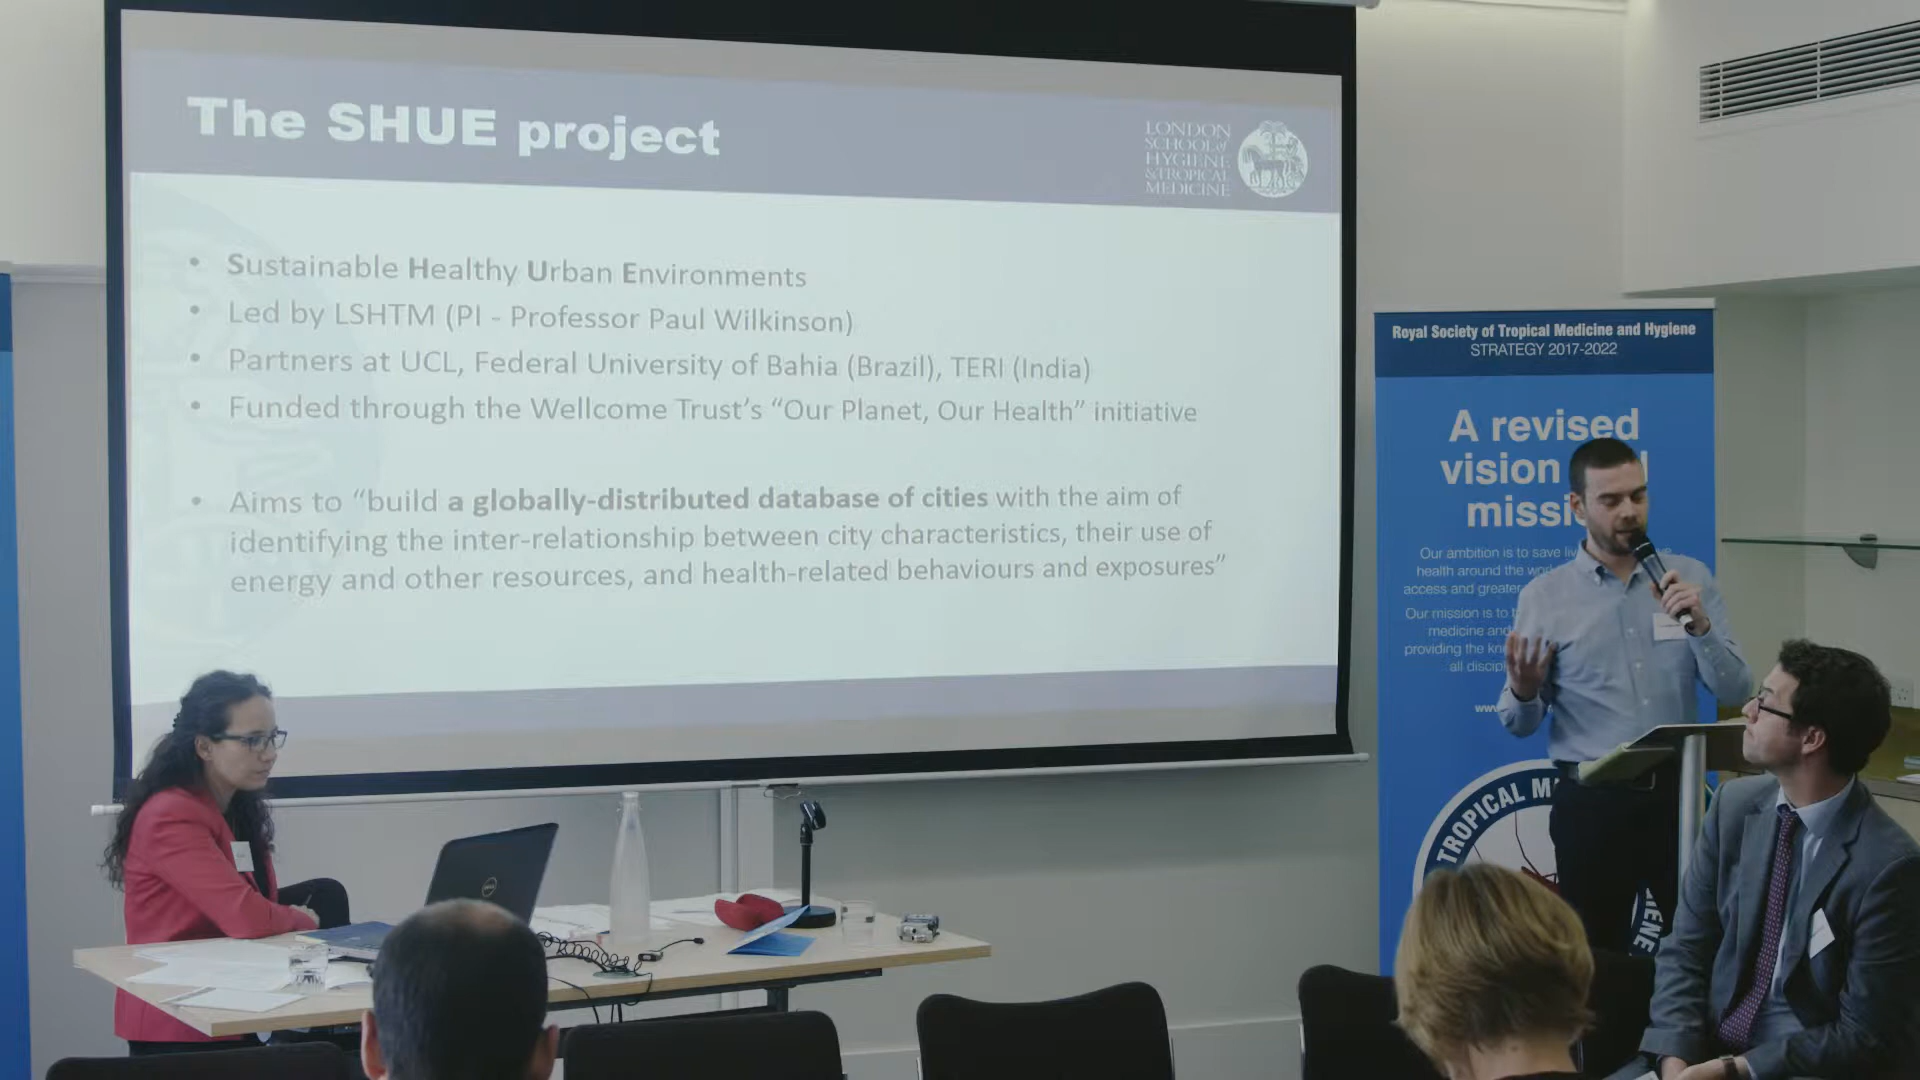 The SHUE project
LONDON
SCHOOL of
HYGIENE
& TROPICAL
MEDICINE
• Sustainable Healthy Urban Environments
• Led by LSHTM (PI - Professor Paul Wilkinson)
• Partners at UCL, Federal University of Bahia (Brazil), TERI (India)
• Funded through the Wellcome Trust's "Our Planet, Our Health" initiative
• Aims to "build a globally-distributed database of cities with the aim of
identifying the inter-relationship between city characteristics, their use of
energy and other resources, and health-related behaviours and exposures"
Royal Society of Tropical Medicine and Hygiene
STRATEGY 2017-2022
A revised
vision
Our ambition is to save
health around the
access and greater
Our mission is to
medicine and
providing the
all
TROPICAL
DELL